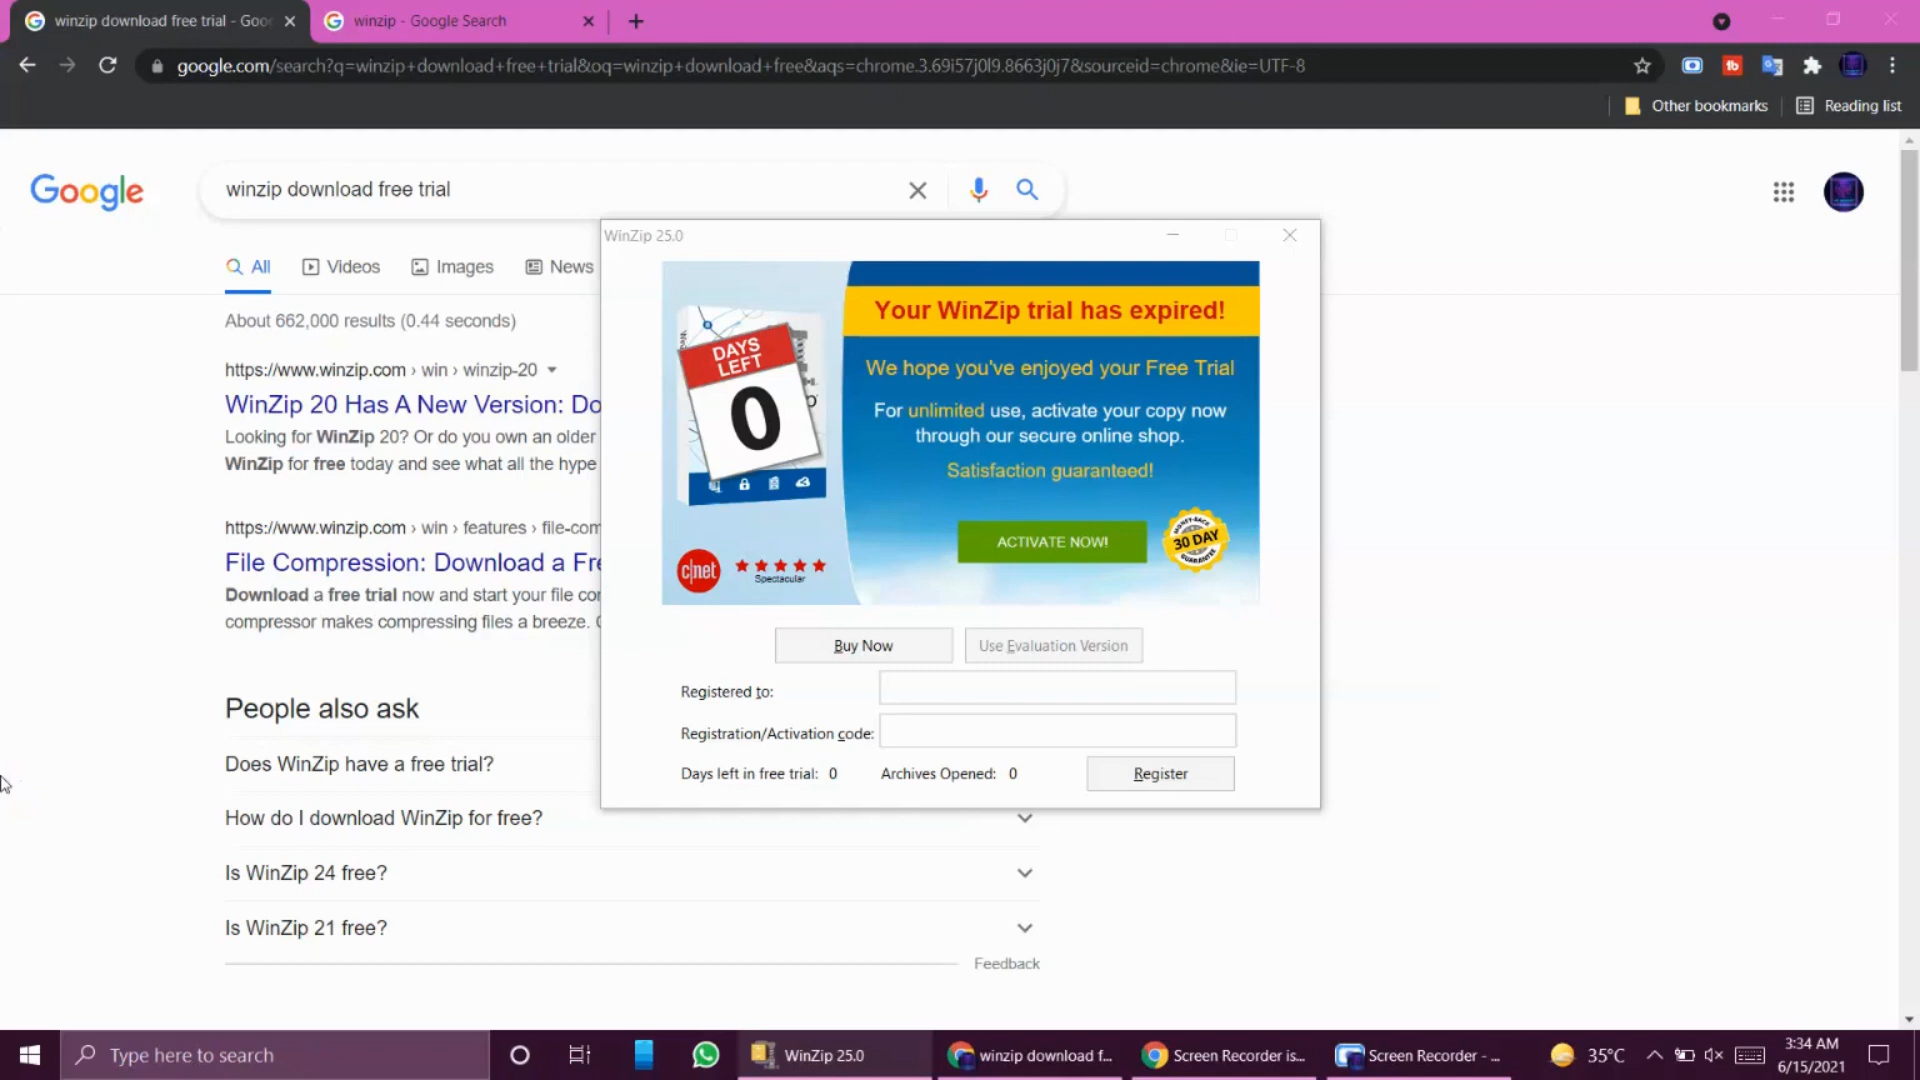 winzip download free trial - Goo
winzip - Google Search
google.com/search?q=winzip+download+free+trial&oq=winzip+download+free&aqs=chrome.3.69i57j0l9.8663j0j7&sourceid=chrome&ie=UTF-8
Other bookmarks
Reading list
Google
winzip download free trial
All
Videos
Images
News
About 662,000 results (0.44 seconds)
https://www.winzip.com › win › winzip-20
WinZip 20 Has A New Version: Do
Looking for WinZip 20? Or do you own an older
WinZip for free today and see what all the hype
https://www.winzip.com › win › features › file-com
File Compression: Download a Fre
Download a free trial now and start your file com
compressor makes compressing files a breeze.
People also ask
Does WinZip have a free trial?
How do I download WinZip for free?
Is WinZip 24 free?
Is WinZip 21 free?
Feedback
WinZip 25.0
DAYS
LEFT
0
Your WinZip trial has expired!
We hope you've enjoyed your Free Trial
For unlimited use, activate your copy now
through our secure online shop.
Satisfaction guaranteed!
ACTIVATE NOW!
MONEY-BACK
30 DAY
GUARANTEE
c|net
Spectacular
Buy Now
Use Evaluation Version
Registered to:
Registration/Activation code:
Days left in free trial: 0
Archives Opened: 0
Register
Type here to search
WinZip 25.0
winzip download f...
Screen Recorder is...
Screen Recorder - ...
35°C
3:34 AM
6/15/2021